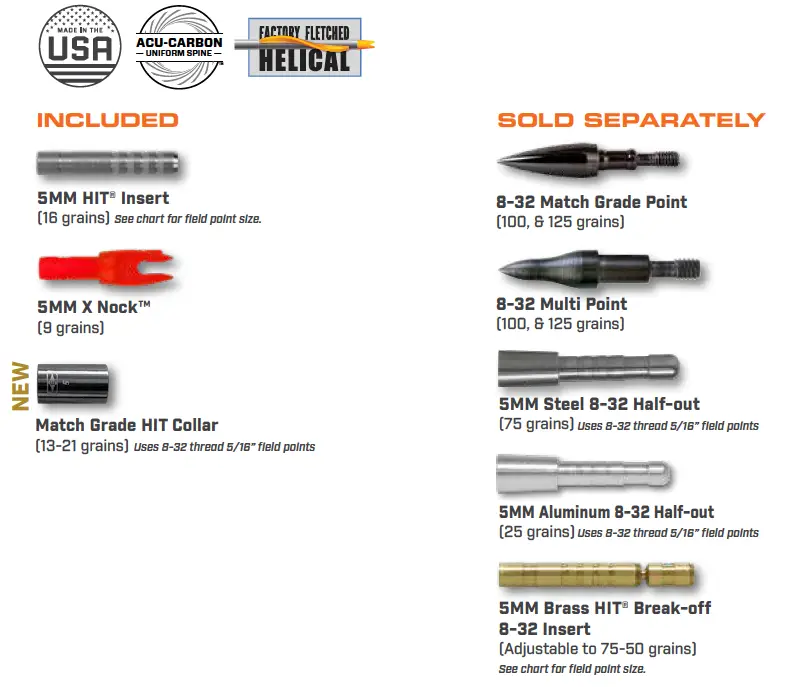 MADE IN THE
USA
ACU-CARBON
UNIFORM SPINE
FACTORY FLETCHED
HELICAL
INCLUDED
5MM HIT® Insert
(16 grains) See chart for field point size.
5MM X Nock™
(9 grains)
NEW
Match Grade HIT Collar
(13-21 grains) Uses 8-32 thread 5/16” field points
SOLD SEPARATELY
8-32 Match Grade Point
(100, & 125 grains)
8-32 Multi Point
(100, & 125 grains)
5MM Steel 8-32 Half-out
(75 grains) Uses 8-32 thread 5/16” field points
5MM Aluminum 8-32 Half-out
(25 grains) Uses 8-32 thread 5/16” field points
5MM Brass HIT® Break-off
8-32 Insert
(Adjustable to 75-50 grains)
See chart for field point size.